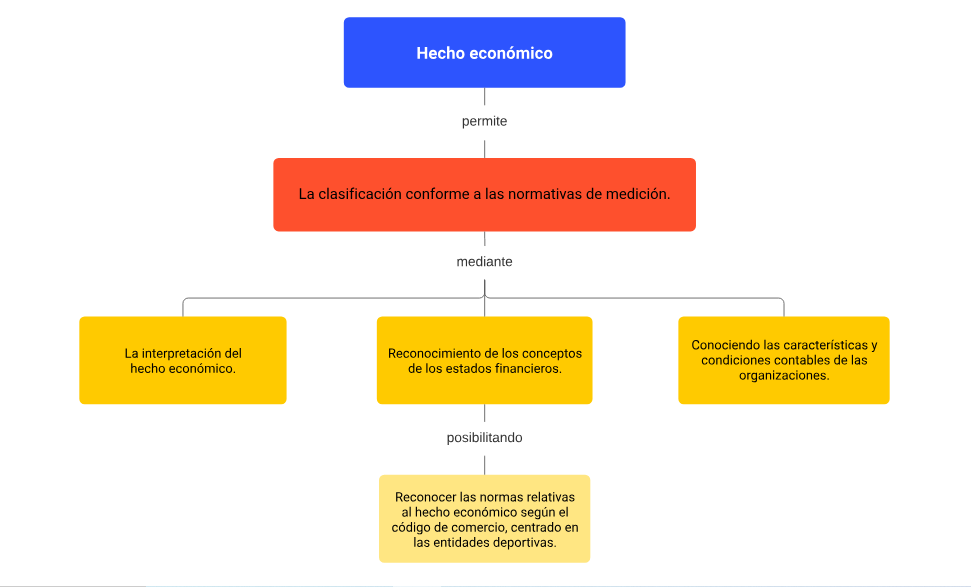 Hecho económico
permite
La clasificación conforme a las normativas de medición.
mediante
La interpretación del
hecho económico.
Reconocimiento de los conceptos
de los estados financieros.
Conociendo las características y
condiciones contables de las
organizaciones.
posibilitando
Reconocer las normas relativas
al hecho económico según el
código de comercio, centrado en
las entidades deportivas.